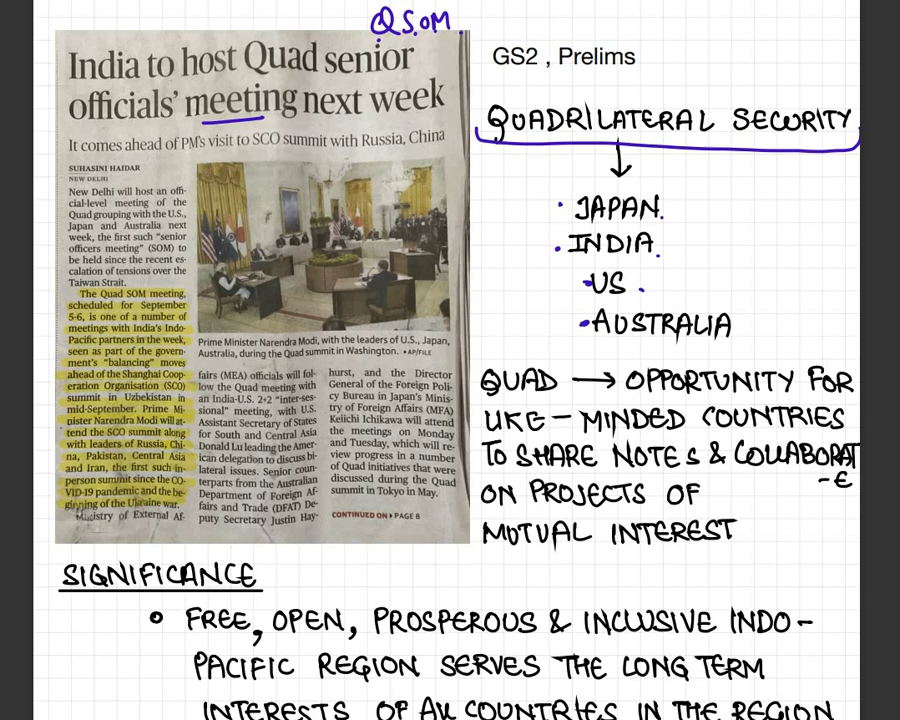 QSOM.
India to host Quad senior
officials' meeting next week
It comes ahead of PM's visit to SCO summit with Russia, China
SUHASINI HAIDAR
NEW DELHI
New Delhi will host an offi-
cial-level meeting of the
Quad grouping with the U.S.,
Japan and Australia next
week, the first such "senior
officers meeting" (SOM) to
be held since the recent es-
calation of tensions over the
Taiwan Strait.
The Quad SOM meeting,
scheduled for September
5-6, is one of a number of
meetings with India's Indo-
Pacific partners in the week,
seen as part of the govern-
ment's "balancing" moves
ahead of the Shanghai Coop-
eration Organisation (SCO)
summit in Uzbekistan in
mid-September. Prime Mi-
nister Narendra Modi will at-
tend the SCO summit along
with leaders of Russia, Chi-
na, Pakistan, Central Asia
and Iran, the first such in-
person summit since the CO-
VID-19 pandemic and the be-
ginning of the Ukraine war.
Ministry of External Af-
Prime Minister Narendra Modi, with the leaders of U.S., Japan,
Australia, during the Quad summit in Washington. •AP/FILE
fairs (MEA) officials will fol-
low the Quad meeting with
an India-U.S. 2+2 "inter-ses-
sional" meeting, with U.S.
Assistant Secretary of States
for South and Central Asia
Donald Lu leading the Amer-
ican delegation to discuss bi-
lateral issues. Senior coun-
terparts from the Australian
Department of Foreign Af-
fairs and Trade (DFAT) De-
puty Secretary Justin Hay-
hurst, and the Director
General of the Foreign Poli-
cy Bureau in Japan's Minis-
try of Foreign Affairs (MFA)
Keiichi Ichikawa will attend
the meetings on Monday
and Tuesday, which will re-
view progress in a number
of Quad initiatives that were
discussed during the Quad
summit in Tokyo in May.
CONTINUED ON ▸ PAGE 8
GS2 , Prelims
QUADRILATERAL SECURITY
• JAPAN.
• INDIA.
• US .
• AUSTRALIA
QUAD → OPPORTUNITY FOR
LIKE - MINDED COUNTRIES
TO SHARE NOTES & COLLABORAT
-E
ON PROJECTS OF
MUTUAL INTEREST
SIGNIFICANCE
• FREE, OPEN, PROSPEROUS & INCLUSIVE INDO -
PACIFIC REGION SERVES THE LONG TERM
INTERESTS OF ALL COUNTRIES IN THE REGION